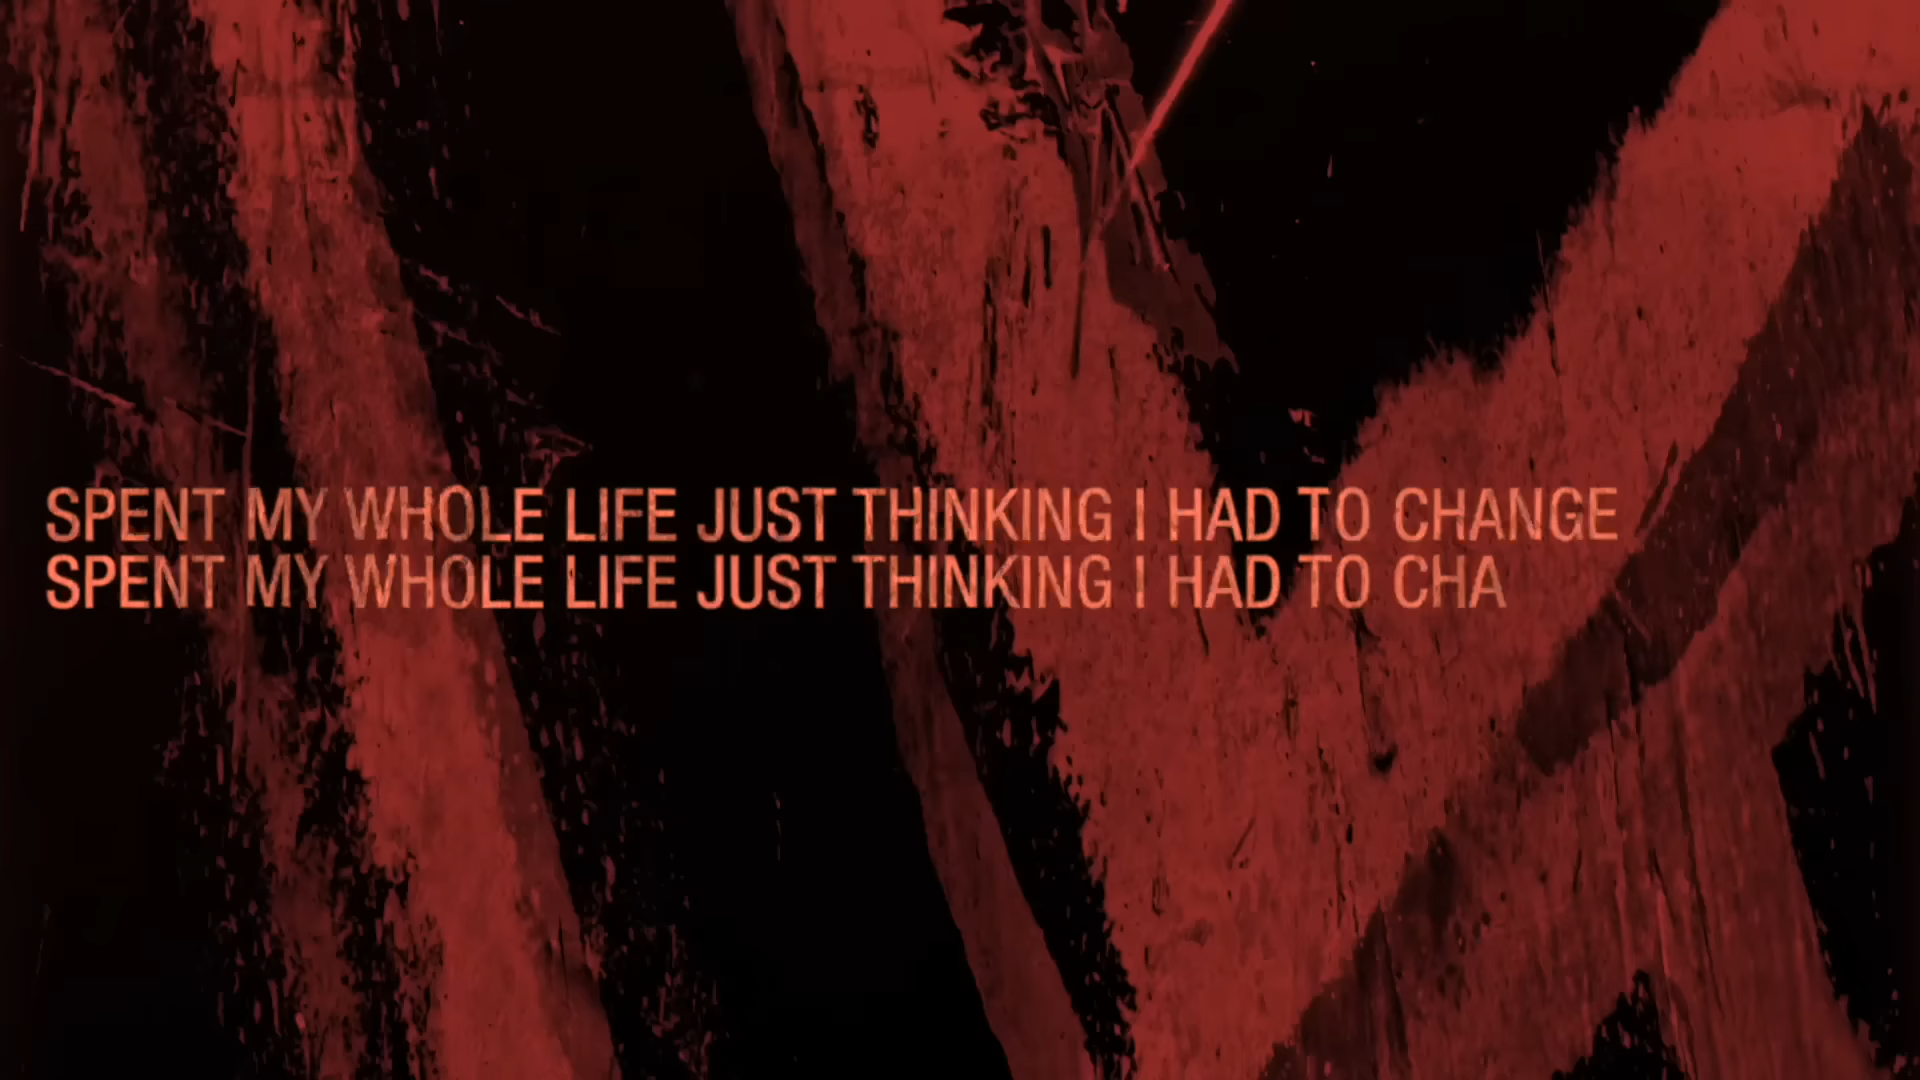 SPENT MY WHOLE LIFE JUST THINKING I HAD TO CHANGE
SPENT MY WHOLE LIFE JUST THINKING I HAD TO CHA